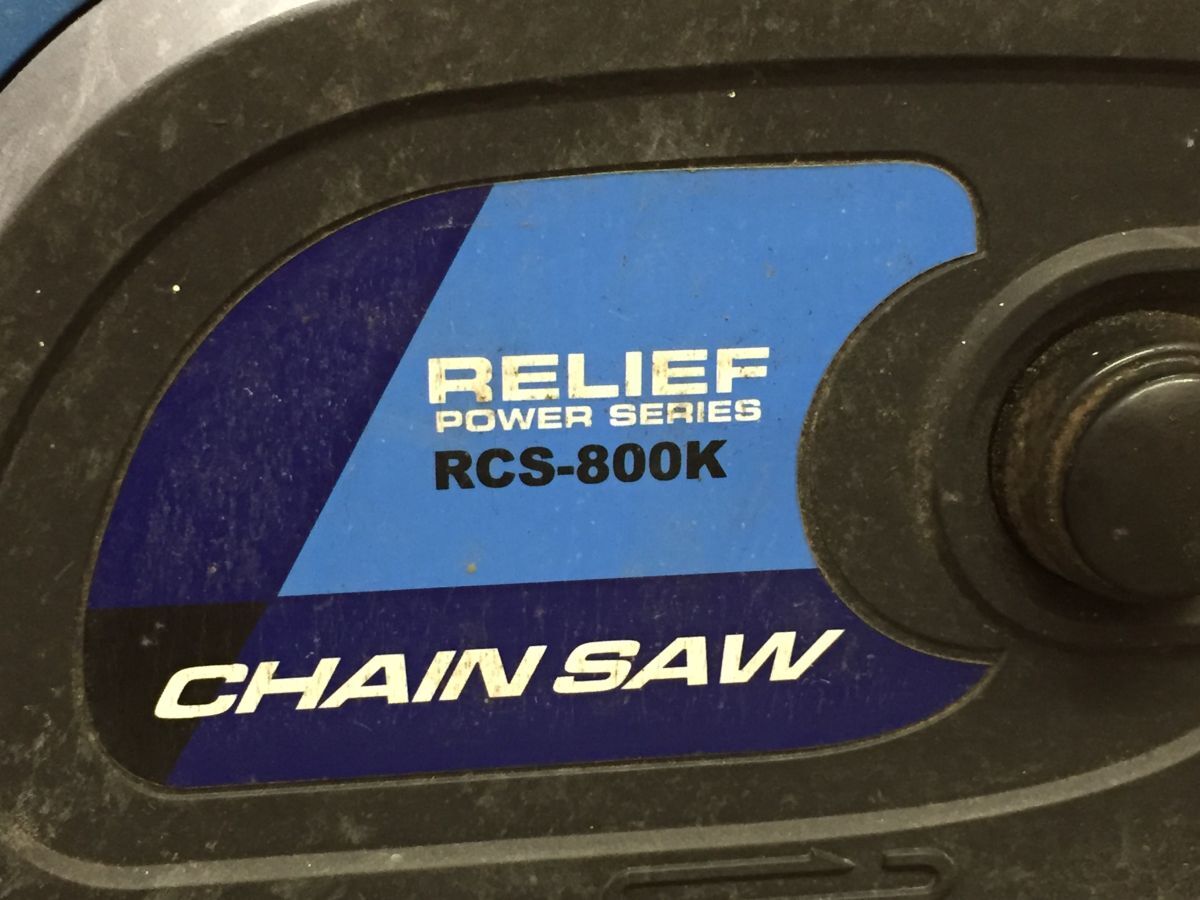 RELIEF
POWER SERIES
RCS-800K
CHAIN SAW